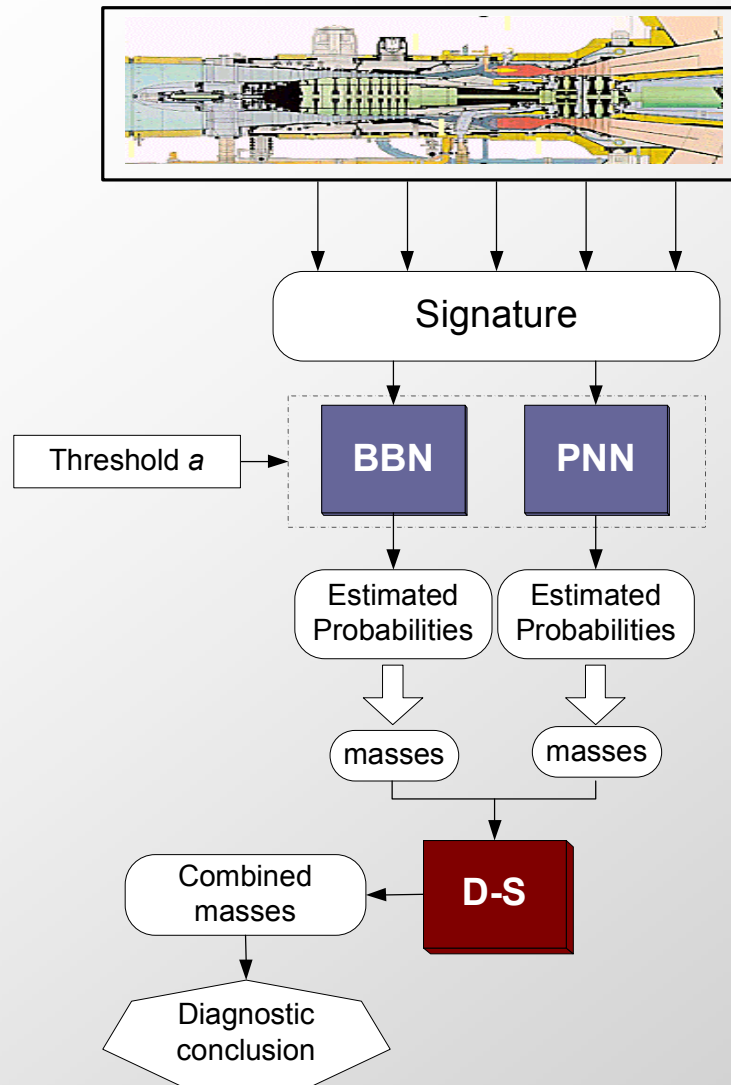 Signature
Threshold a
BBN
PNN
Estimated
Probabilities
Estimated
Probabilities
masses
masses
D-S
Combined
masses
Diagnostic
conclusion